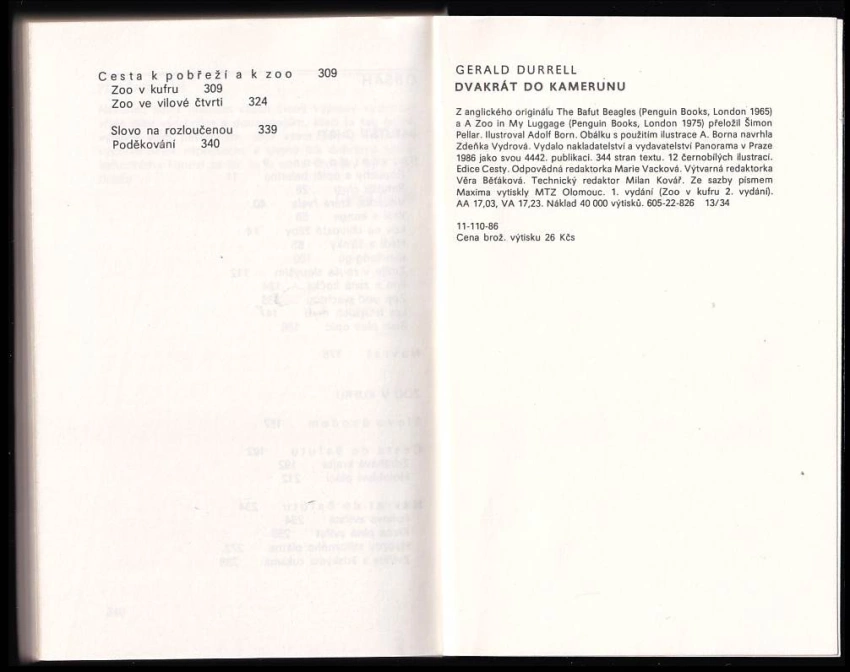 Cesta k pobřeží a k zoo 309
Zoo v kufru 309
Zoo ve vilové čtvrti 324
Slovo na rozloučenou 339
Poděkování 340
GERALD DURRELL
DVAKRÁT DO KAMERUNU
Z anglického originálu The Bafut Beagles (Penguin Books, London 1965)
a A Zoo in My Luggage (Penguin Books, London 1975) přeložil Šimon
Pellar. Ilustroval Adolf Born. Obálku s použitím ilustrace A. Borna navrhla
Zdeňka Vydrová. Vydalo nakladatelství a vydavatelství Panorama v Praze
1986 jako svou 4442. publikaci. 344 stran textu. 12 černobílých ilustrací.
Edice Cesty. Odpovědná redaktorka Marie Vacková. Výtvarná redaktorka
Věra Běťáková. Technický redaktor Milan Kovář. Ze sazby písmem
Maxima vytiskly MTZ Olomouc. 1. vydání (Zoo v kufru 2. vydání).
AA 17,03, VA 17,23. Náklad 40 000 výtisků. 605-22-826 13/34
11-110-86
Cena brož. výtisku 26 Kčs